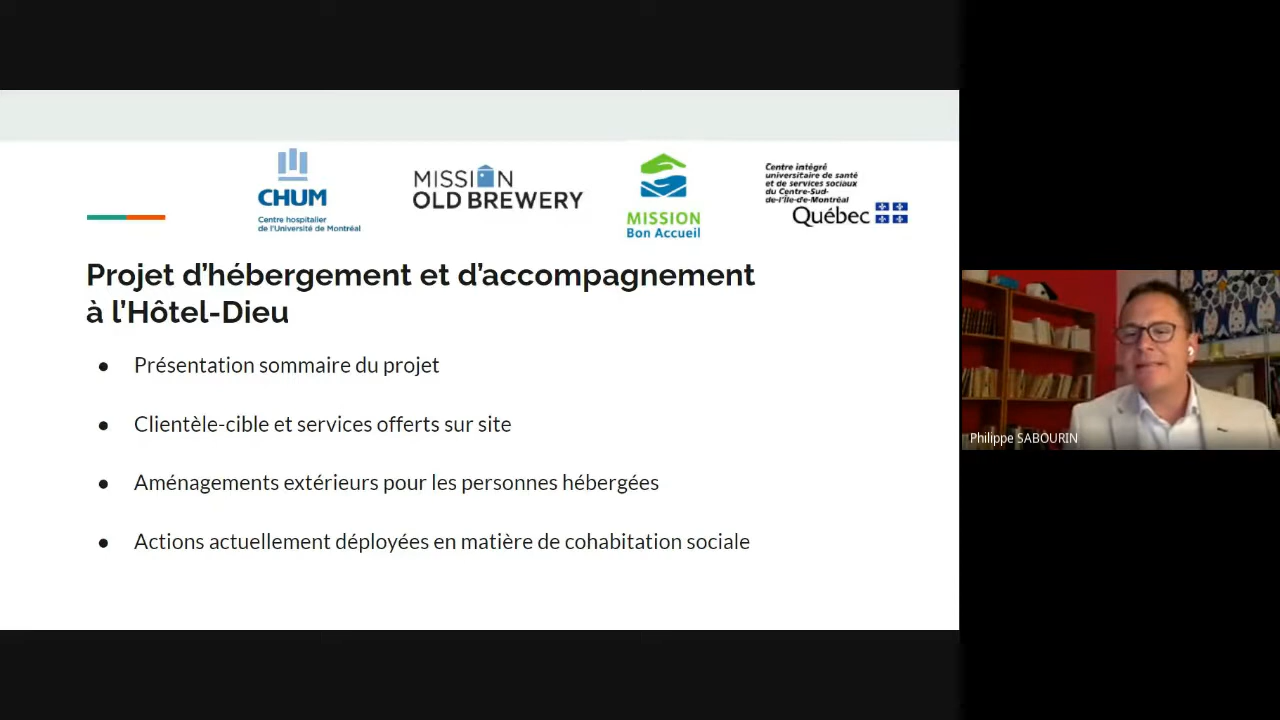 CHUM
Centre hospitalier
de l'Université de Montréal
MISSION
OLD BREWERY
MISSION
Bon Accueil
Centre intégré
universitaire de santé
et de services sociaux
du Centre-Sud-
de-l'Île-de-Montréal
Québec
Projet d'hébergement et d'accompagnement
à l'Hôtel-Dieu
● Présentation sommaire du projet
● Clientèle-cible et services offerts sur site
● Aménagements extérieurs pour les personnes hébergées
● Actions actuellement déployées en matière de cohabitation sociale
Philippe SABOURIN